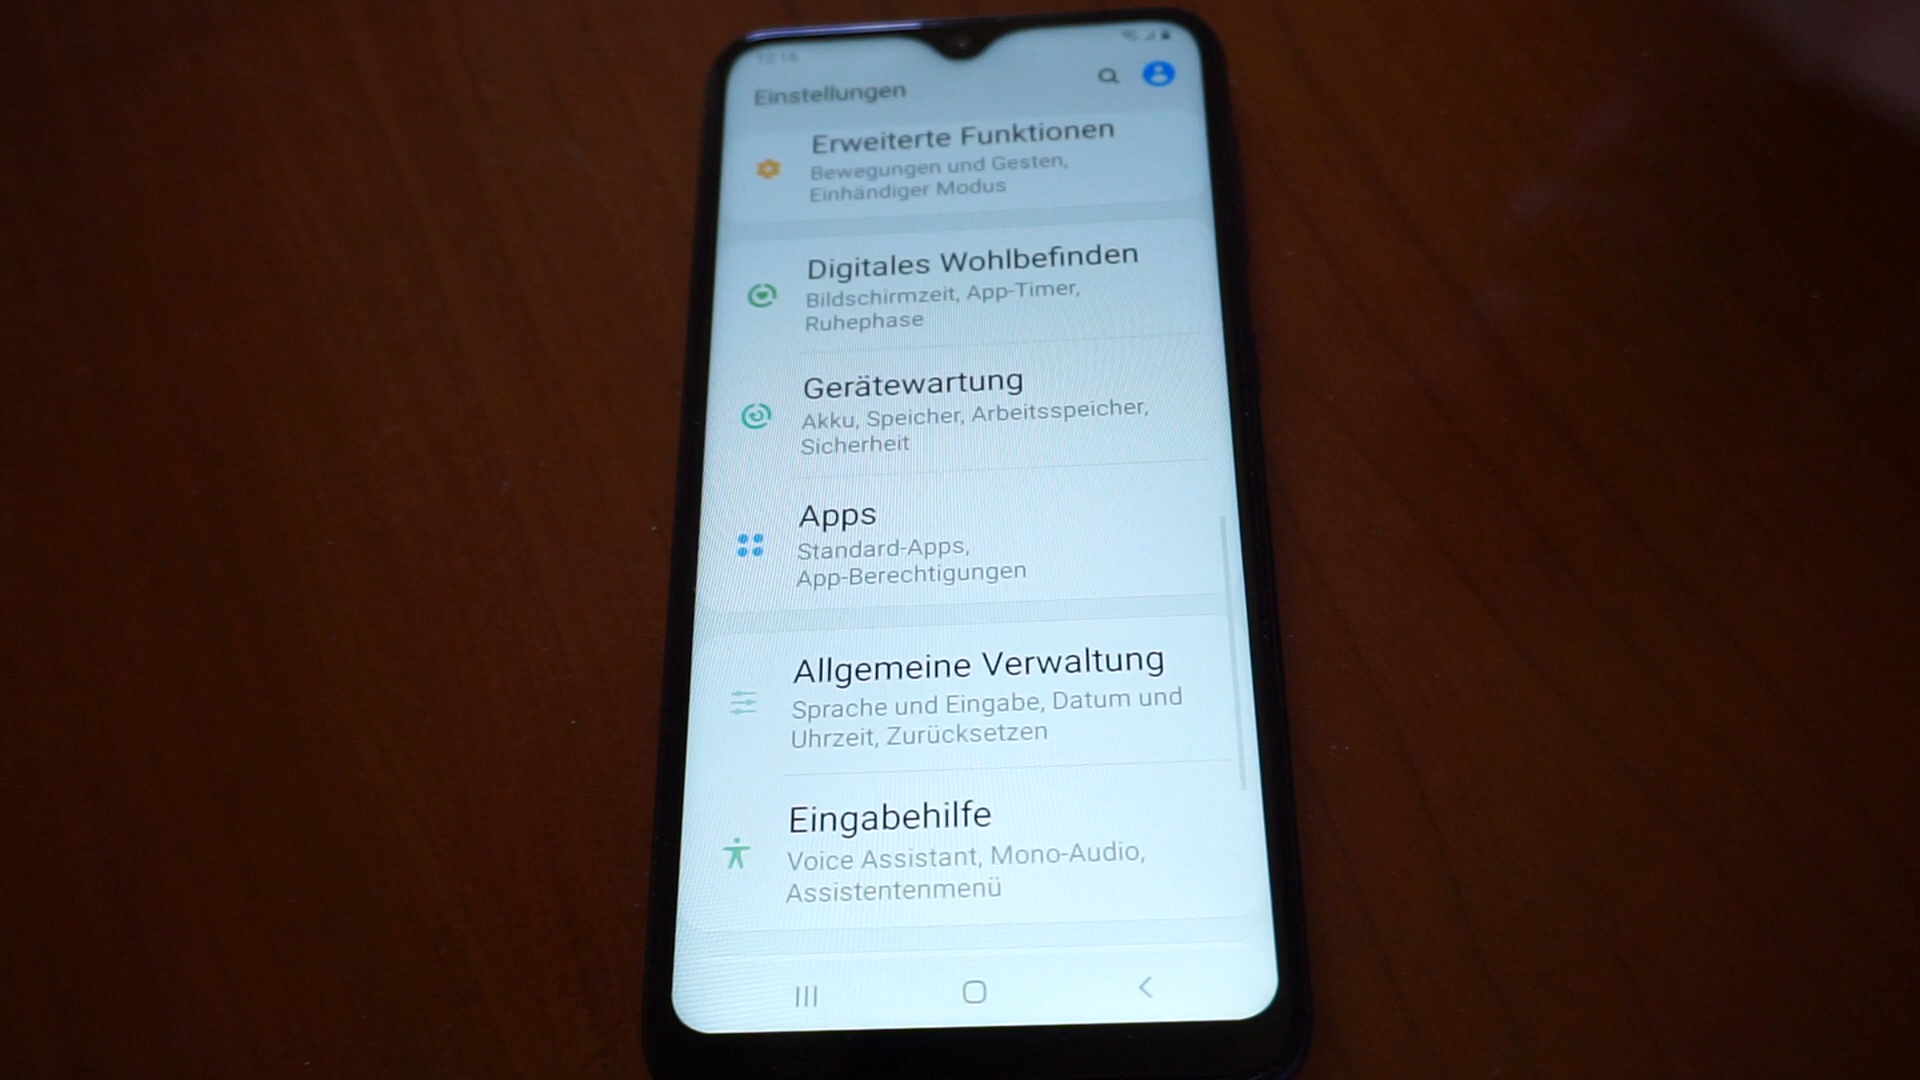 12:16
Einstellungen
Erweiterte Funktionen
Bewegungen und Gesten,
Einhändiger Modus
Digitales Wohlbefinden
Bildschirmzeit, App-Timer,
Ruhephase
Gerätewartung
Akku, Speicher, Arbeitsspeicher,
Sicherheit
Apps
Standard-Apps,
App-Berechtigungen
Allgemeine Verwaltung
Sprache und Eingabe, Datum und
Uhrzeit, Zurücksetzen
Eingabehilfe
Voice Assistant, Mono-Audio,
Assistentenmenü